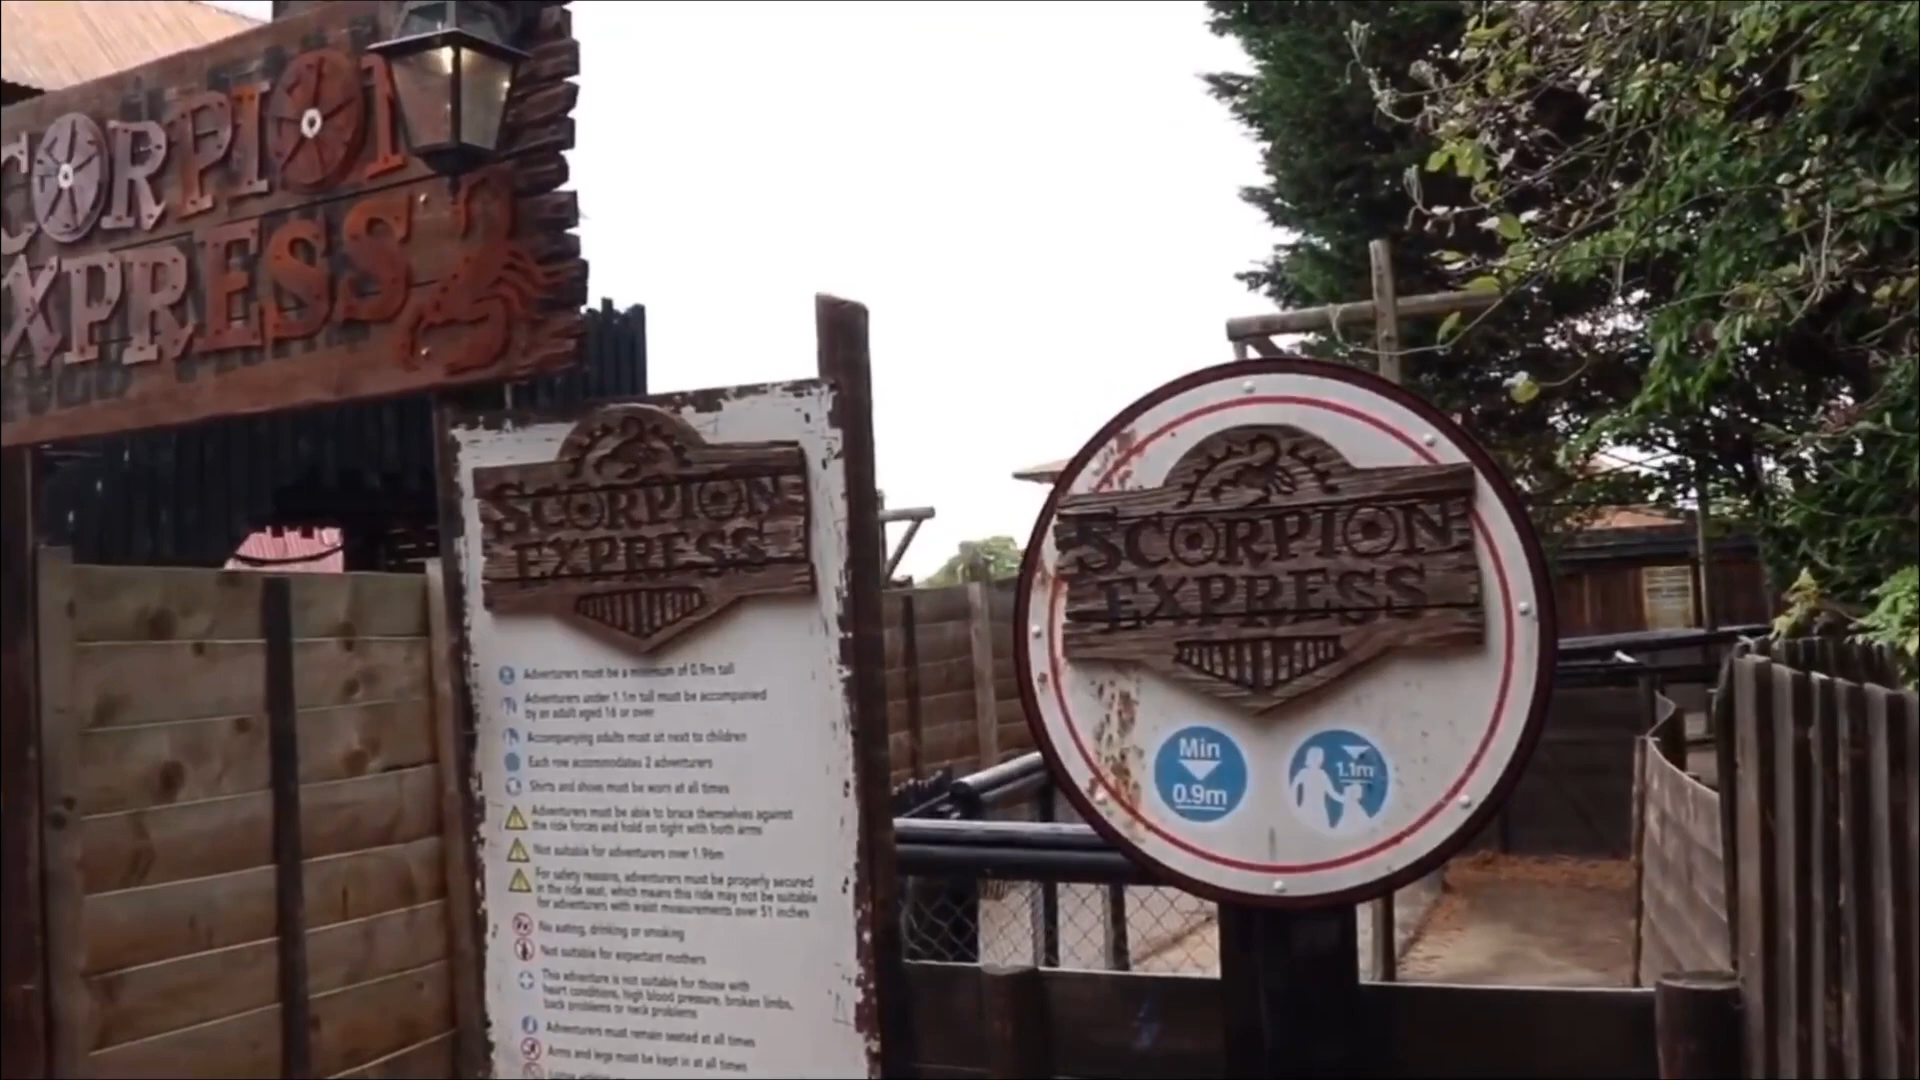 CORPION
XPRESS
SCORPION
EXPRESS
Adventurers must be a minimum of 0.9m tall
Adventurers under 1.1m tall must be accompanied
by an adult aged 16 or over
Accompanying adults must sit next to children
Each row accommodates 2 adventurers
Shirts and shoes must be worn at all times
Adventurers must be able to brace themselves against
the ride forces and hold on tight with both arms
Not suitable for adventurers over 1.96m
For safety reasons, adventurers must be properly secured
in the ride seat, which means this ride may not be suitable
for adventurers with waist measurements over 51 inches
No eating, drinking or smoking
Not suitable for expectant mothers
This adventure is not suitable for those with
heart conditions, high blood pressure, broken limbs,
back problems or neck problems
Adventurers must remain seated at all times
Arms and legs must be kept in at all times
SCORPION
EXPRESS
Min
0.9m
1.1m